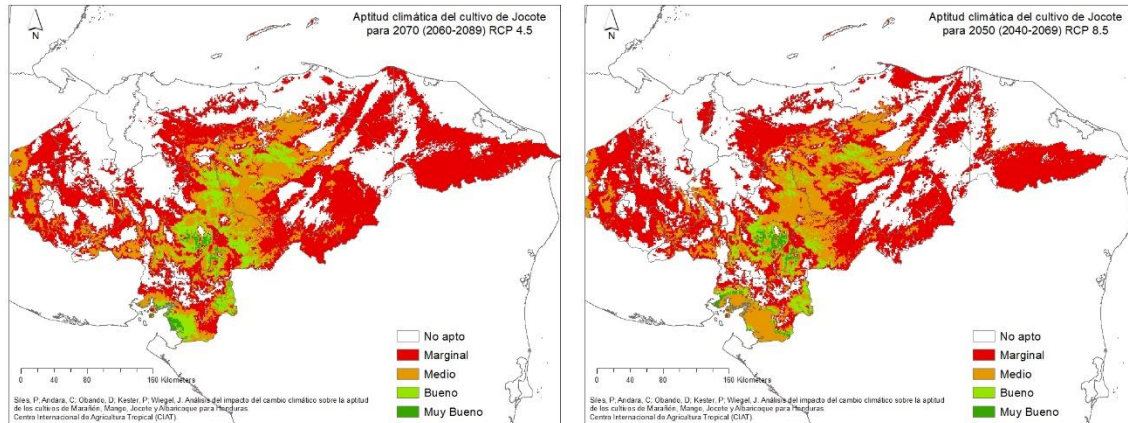 N
Aptitud climática del cultivo de Jocote
para 2070 (2060-2089) RCP 4.5
No apto
Marginal
Medio
Bueno
Muy Bueno
0 20 40 80 120 160 Kilometers
Siles, P; Andara, C; Obando, D; Kester, P; Wiegel, J. Análisis del impacto del cambio climático sobre la aptitud
de los cultivos de Marañón, Mango, Jocote y Albaricoque para Honduras
Centro Internacional de Agricultura Tropical (CIAT).
N
Aptitud climática del cultivo de Jocote
para 2050 (2040-2069) RCP 8.5
No apto
Marginal
Medio
Bueno
Muy Bueno
0 20 40 80 120 160 Kilometers
Siles, P; Andara, C; Obando, D; Kester, P; Wiegel, J. Análisis del impacto del cambio climático sobre la aptitud
de los cultivos de Marañón, Mango, Jocote y Albaricoque para Honduras
Centro Internacional de Agricultura Tropical (CIAT).